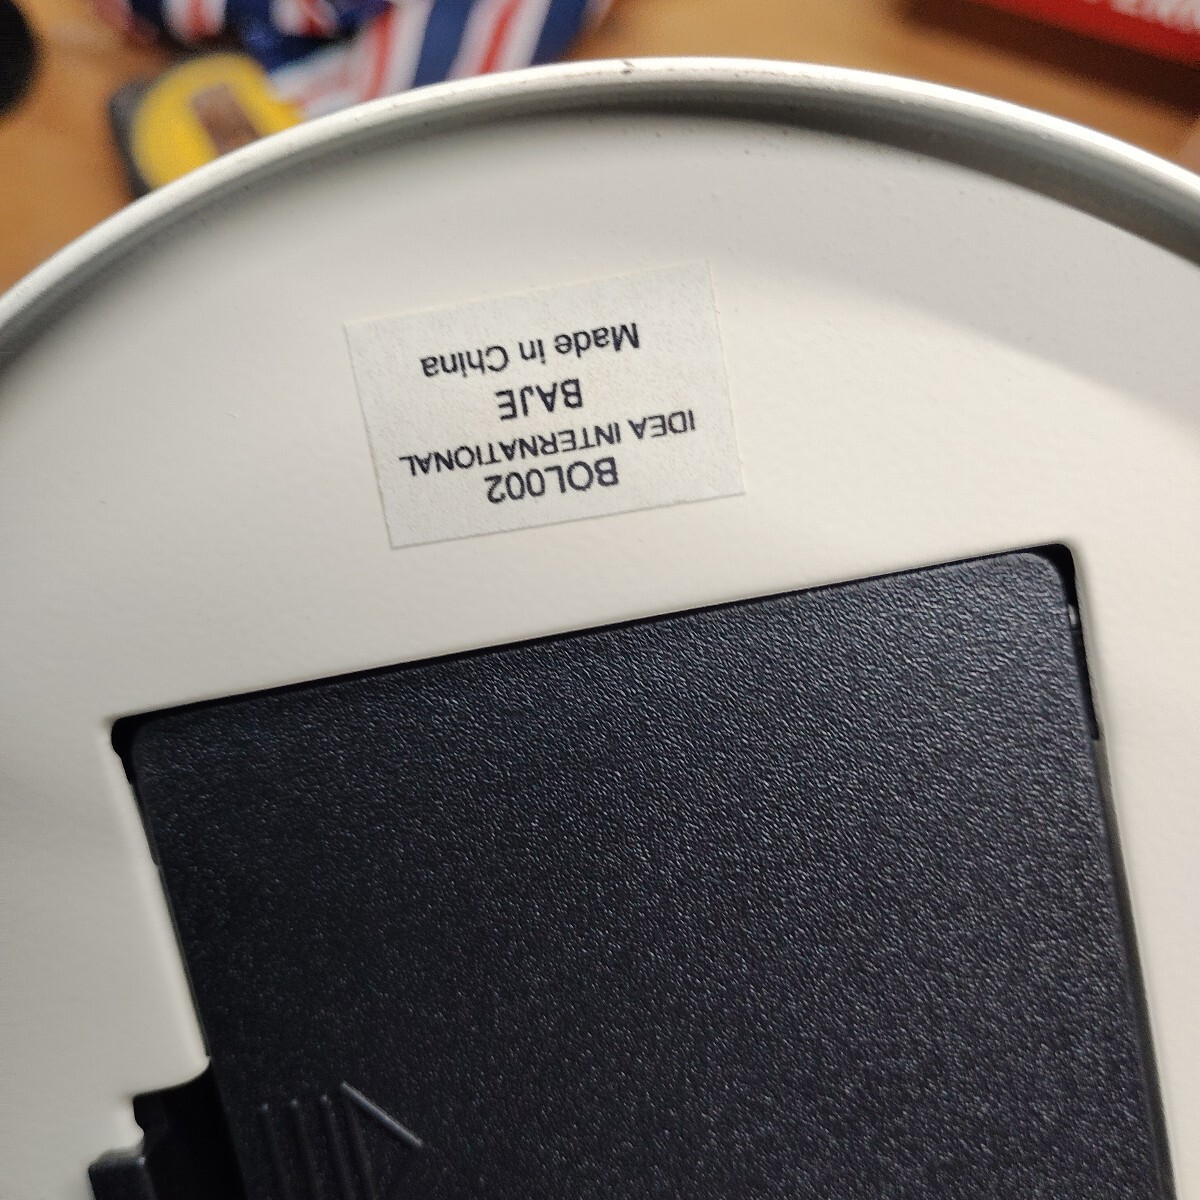 BOL002
IDEA INTERNATIONAL
BAJE
Made in China